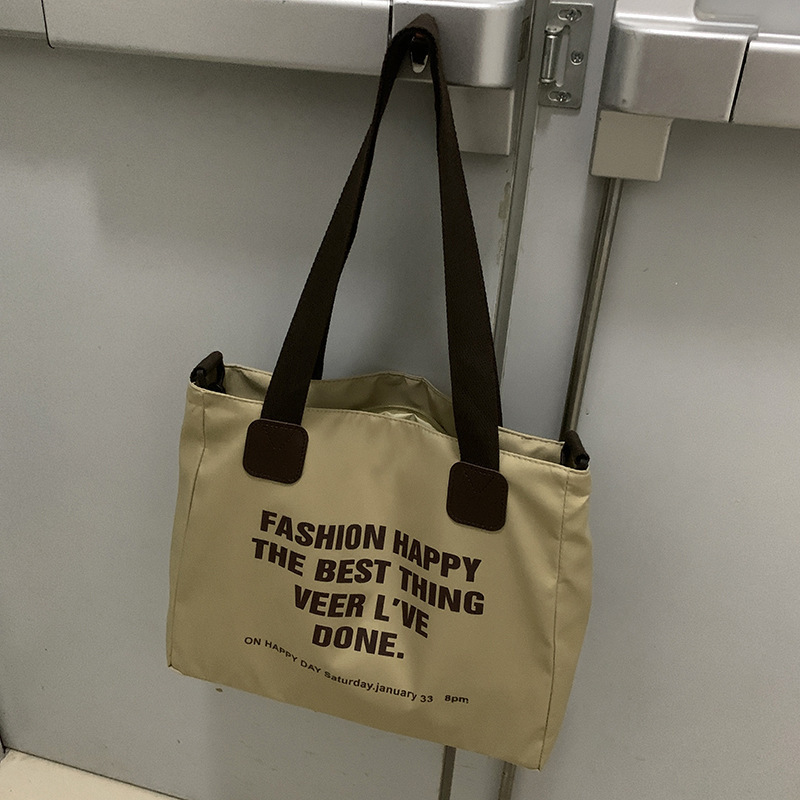 FASHION HAPPY
THE BEST THING
VEER L'VE
DONE.
ON HAPPY DAY Saturday.january 33 8pm